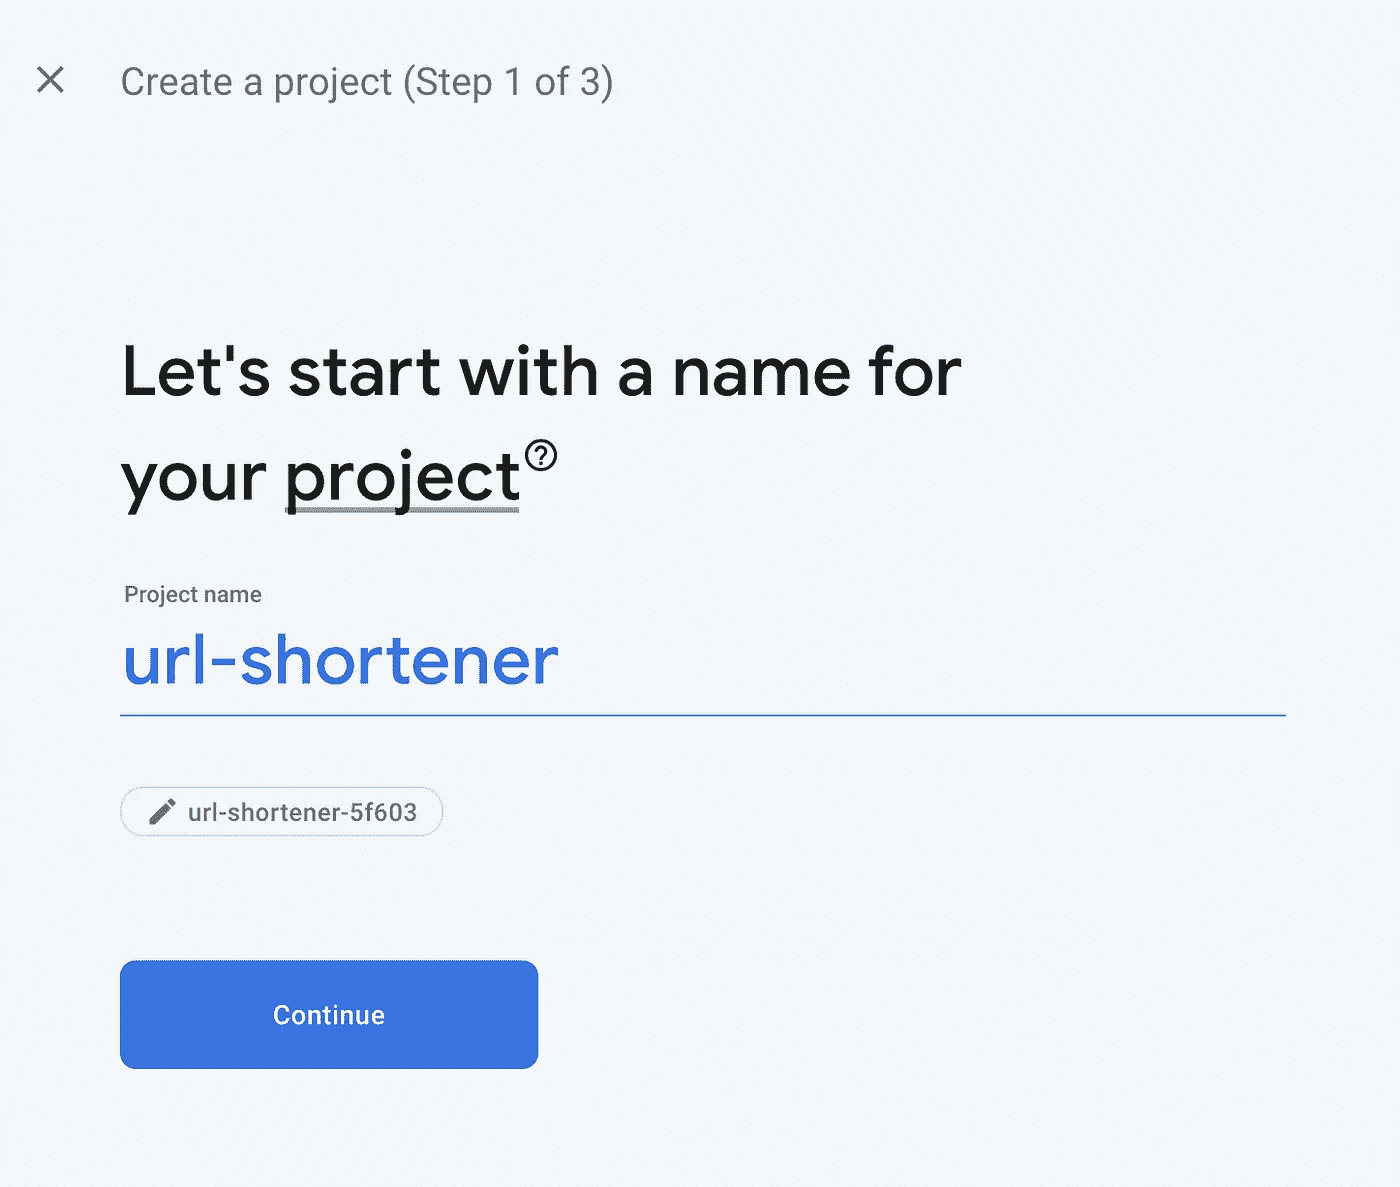 Create a project (Step 1 of 3)
Let's start with a name for
your project
Project name
url-shortener
url-shortener-5f603
Continue